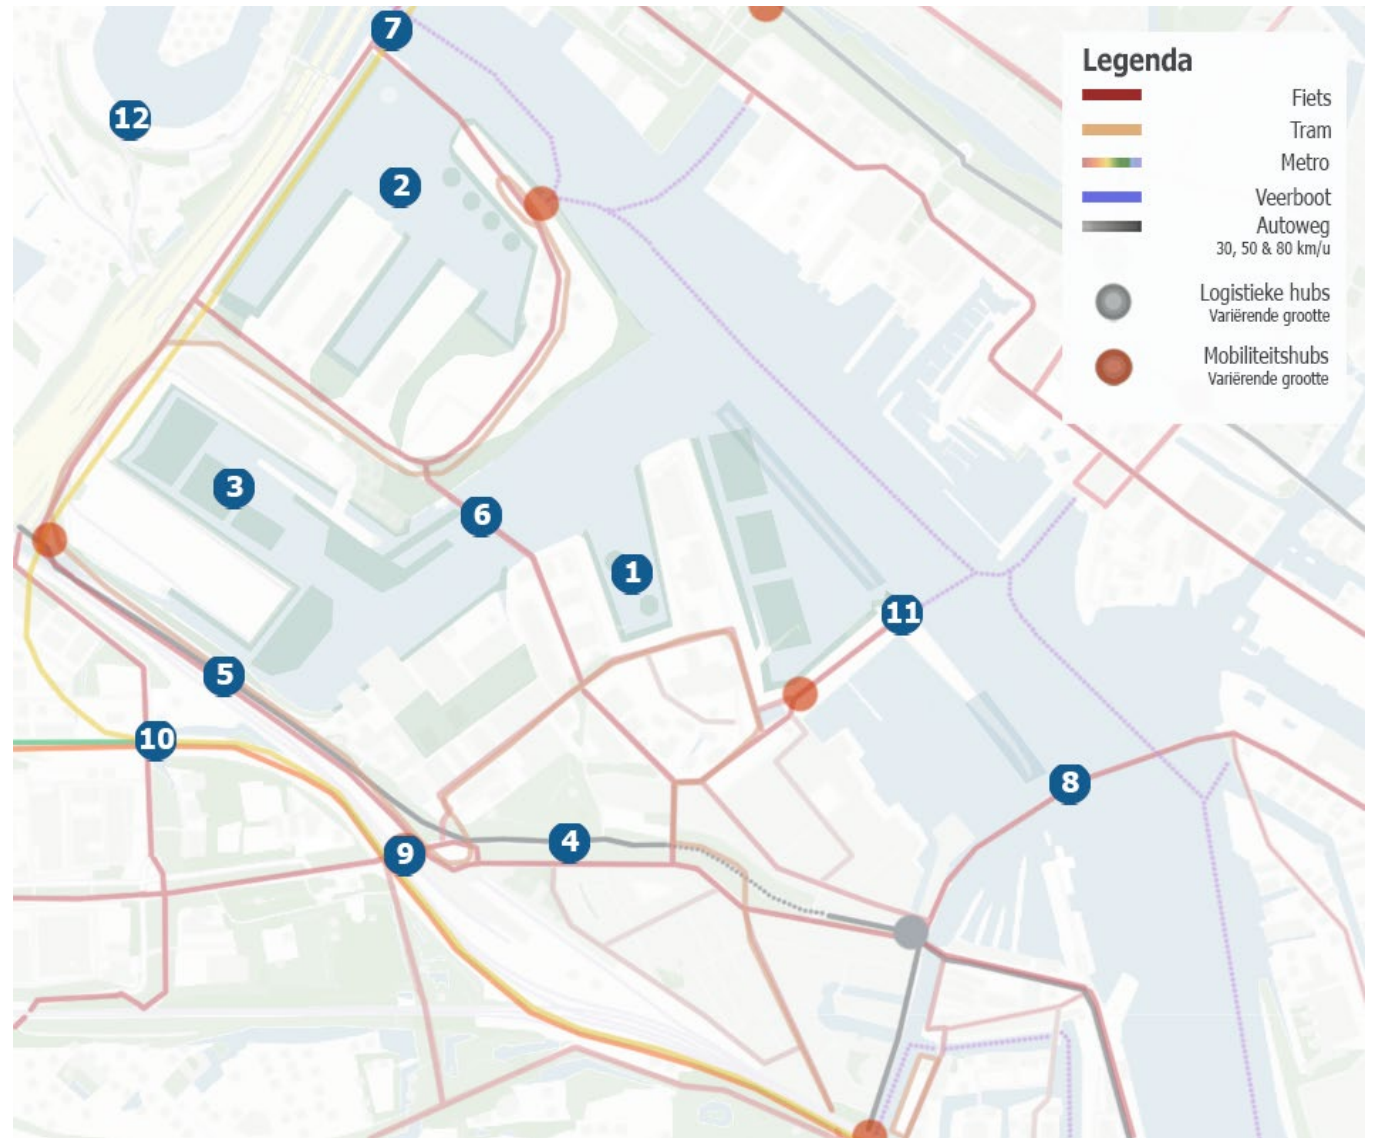 7
12
2
3
6
1
11
5
10
8
4
9
Legenda
Fiets
Tram
Metro
Veerboot
Autoweg
30, 50 & 80 km/u
Logistieke hubs
Variërende grootte
Mobiliteitshubs
Variërende grootte